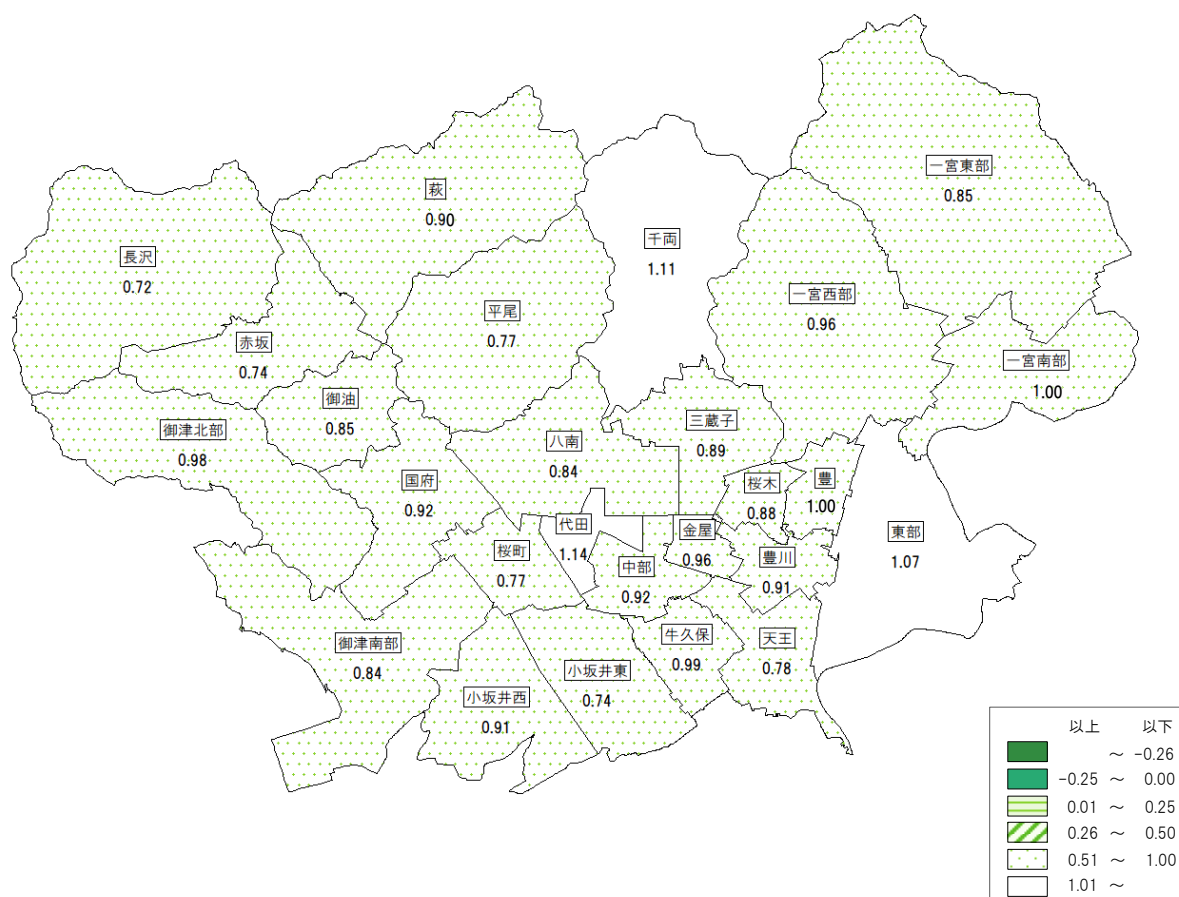 一宮東部
0.85
萩
0.90
千両
1.11
長沢
0.72
一宮西部
0.96
平尾
0.77
赤坂
0.74
一宮南部
1.00
御油
0.85
三蔵子
0.89
御津北部
0.98
八南
0.84
国府
0.92
桜木
0.88
豊
1.00
代田
1.14
金屋
0.96
東部
1.07
桜町
0.77
中部
0.92
豊川
0.91
御津南部
0.84
牛久保
0.99
天王
0.78
小坂井東
0.74
小坂井西
0.91
以上 以下
～ -0.26
-0.25 ～ 0.00
0.01 ～ 0.25
0.26 ～ 0.50
0.51 ～ 1.00
1.01 ～